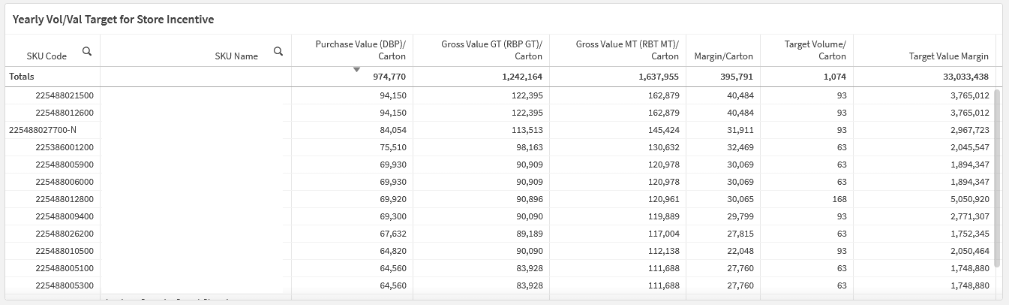 Yearly Vol/Val Target for Store Incentive
SKU Code SKU Name Purchase Value (DBP)/ Carton Gross Value GT (RBP GT)/ Carton Gross Value MT (RBT MT)/ Carton Margin/Carton Target Volume/ Carton Target Value Margin
Totals 974,770 1,242,164 1,637,955 395,791 1,074 33,033,438
225488021500 94,150 122,395 162,879 40,484 93 3,765,012
225488012600 94,150 122,395 162,879 40,484 93 3,765,012
225488027700-N 84,054 113,513 145,424 31,911 93 2,967,723
225386001200 75,510 98,163 130,632 32,469 63 2,045,547
225488005900 69,930 90,909 120,978 30,069 63 1,894,347
225488006000 69,930 90,909 120,978 30,069 63 1,894,347
225488012800 69,920 90,896 120,961 30,065 168 5,050,920
225488009400 69,300 90,090 119,889 29,799 93 2,771,307
225488026200 67,632 89,189 117,004 27,815 63 1,752,345
225488010500 64,820 90,090 112,138 22,048 93 2,050,464
225488005100 64,560 83,928 111,688 27,760 63 1,748,880
225488005300 64,560 83,928 111,688 27,760 63 1,748,880